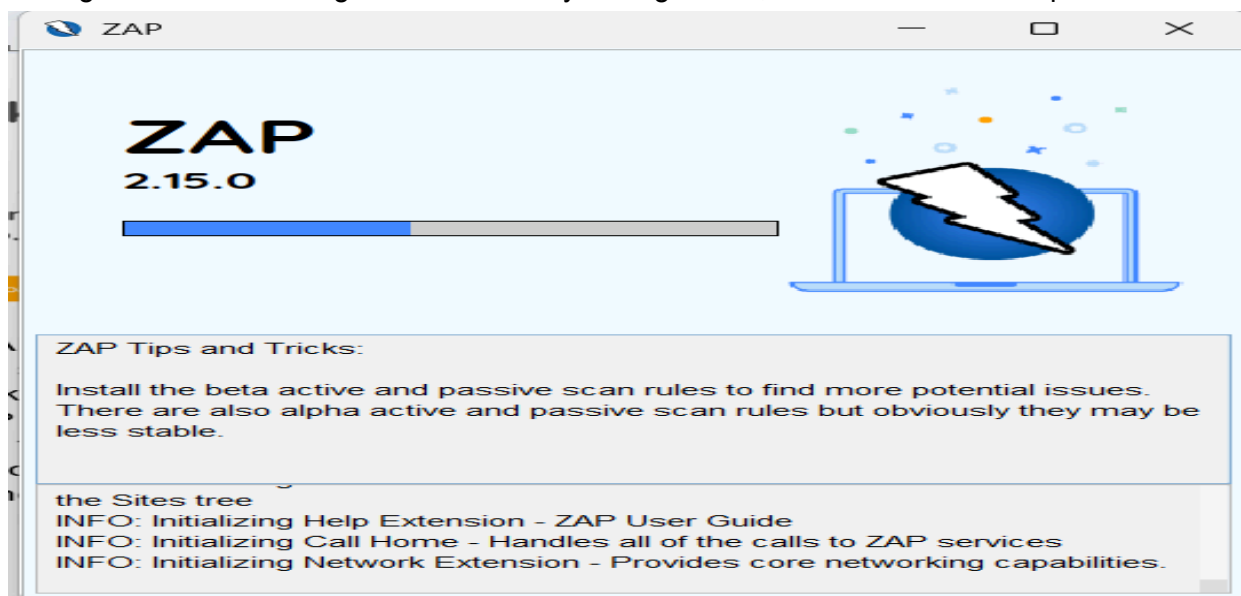 ZAP
ZAP
2.15.0
ZAP Tips and Tricks:
Install the beta active and passive scan rules to find more potential issues.
There are also alpha active and passive scan rules but obviously they may be
less stable.
the Sites tree
INFO: Initializing Help Extension - ZAP User Guide
INFO: Initializing Call Home - Handles all of the calls to ZAP services
INFO: Initializing Network Extension - Provides core networking capabilities.